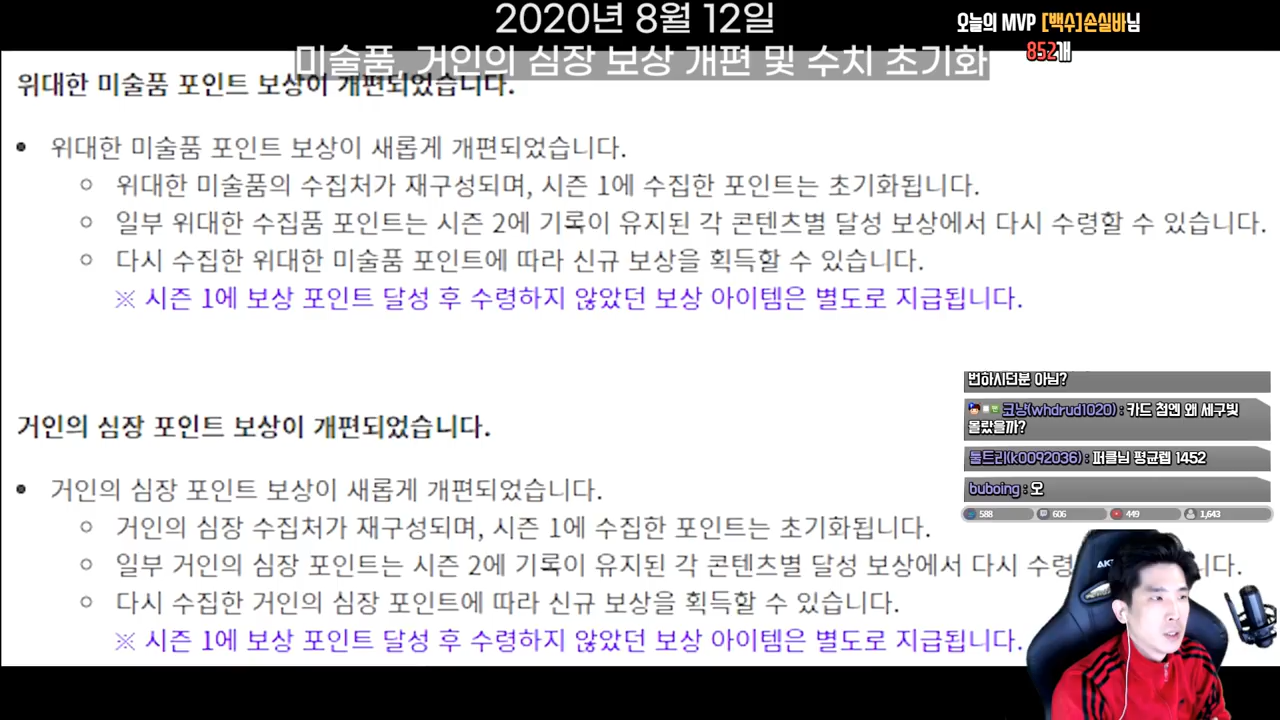 2020년 8월 12일
미술품, 거인의 심장 보상 개편 및 수치 초기화
오늘의 MVP [백수]손실바님
852개
위대한 미술품 포인트 보상이 개편되었습니다.
위대한 미술품 포인트 보상이 새롭게 개편되었습니다.
위대한 미술품의 수집처가 재구성되며, 시즌 1에 수집한 포인트는 초기화됩니다.
일부 위대한 수집품 포인트는 시즌 2에 기록이 유지된 각 콘텐츠별 달성 보상에서 다시 수령할 수 있습니다.
다시 수집한 위대한 미술품 포인트에 따라 신규 보상을 획득할 수 있습니다.
※ 시즌 1에 보상 포인트 달성 후 수령하지 않았던 보상 아이템은 별도로 지급됩니다.
거인의 심장 포인트 보상이 개편되었습니다.
거인의 심장 포인트 보상이 새롭게 개편되었습니다.
거인의 심장 수집처가 재구성되며, 시즌 1에 수집한 포인트는 초기화됩니다.
일부 거인의 심장 포인트는 시즌 2에 기록이 유지된 각 콘텐츠별 달성 보상에서 다시 수령 니다.
다시 수집한 거인의 심장 포인트에 따라 신규 보상을 획득할 수 있습니다.
※ 시즌 1에 보상 포인트 달성 후 수령하지 않았던 보상 아이템은 별도로 지급됩니다.
번하시던분 아님?
코냥(whdrud1020) : 카드 첨엔 왜 세구빛
몰랐을까?
둘트리(k0092036) : 퍼클님 평균렙 1452
buboing : 오
588 606 449 1,643